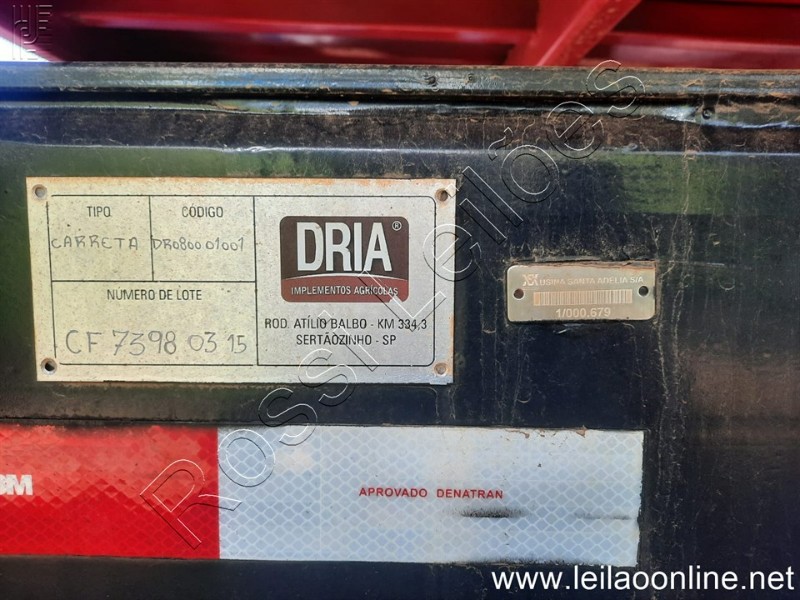 TIPO
CÓDIGO
CARRETA
DR0800 01001
NÚMERO DE LOTE
CF 7398 03 15
DRIA®
IMPLEMENTOS AGRÍCOLAS
ROD. ATÍLIO BALBO - KM 334,3
SERTÃOZINHO - SP
USINA SANTA ADELIA S/A
1/000.679
3M
APROVADO DENATRAN
Rossi Leilões
www.leilaoonline.net